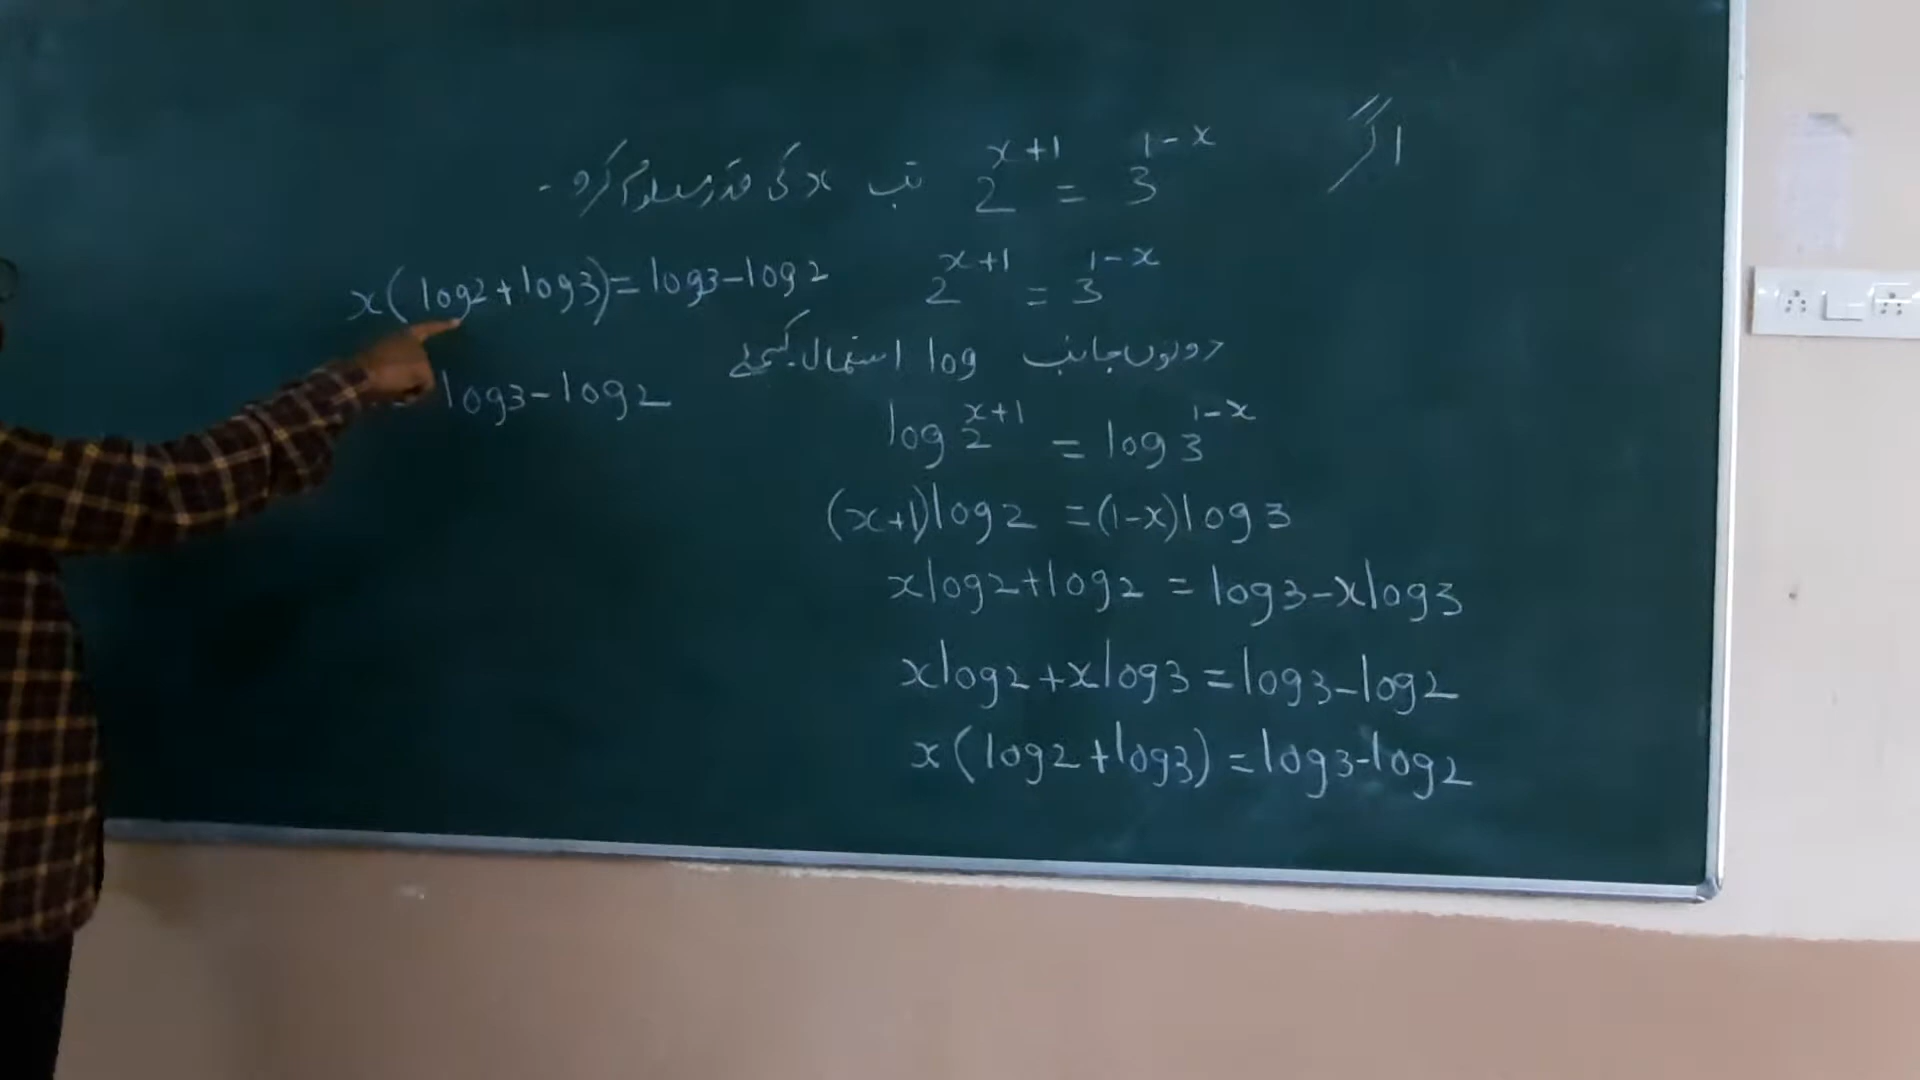 اگر 2^{x+1} = 3^{1-x} تب x کی قدر معلوم کرو -
2^{x+1} = 3^{1-x}
دونوں جانب log استمال کیجئے
log 2^{x+1} = log 3^{1-x}
(x+1)log2 = (1-x)log3
xlog2+log2 = log3-xlog3
xlog2+xlog3 = log3-log2
x(log2+log3) = log3-log2
x(log2+log3) = log3-log2
= log3-log2